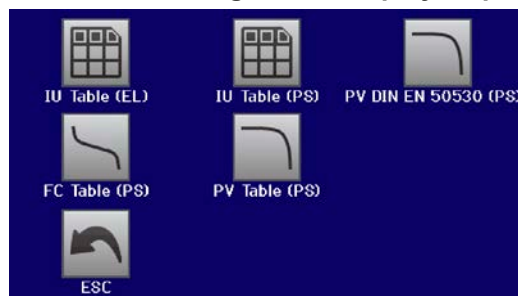 IU Table (EL) IU Table (PS) PV DIN EN 50530 (PS)
FC Table (PS) PV Table (PS)
ESC